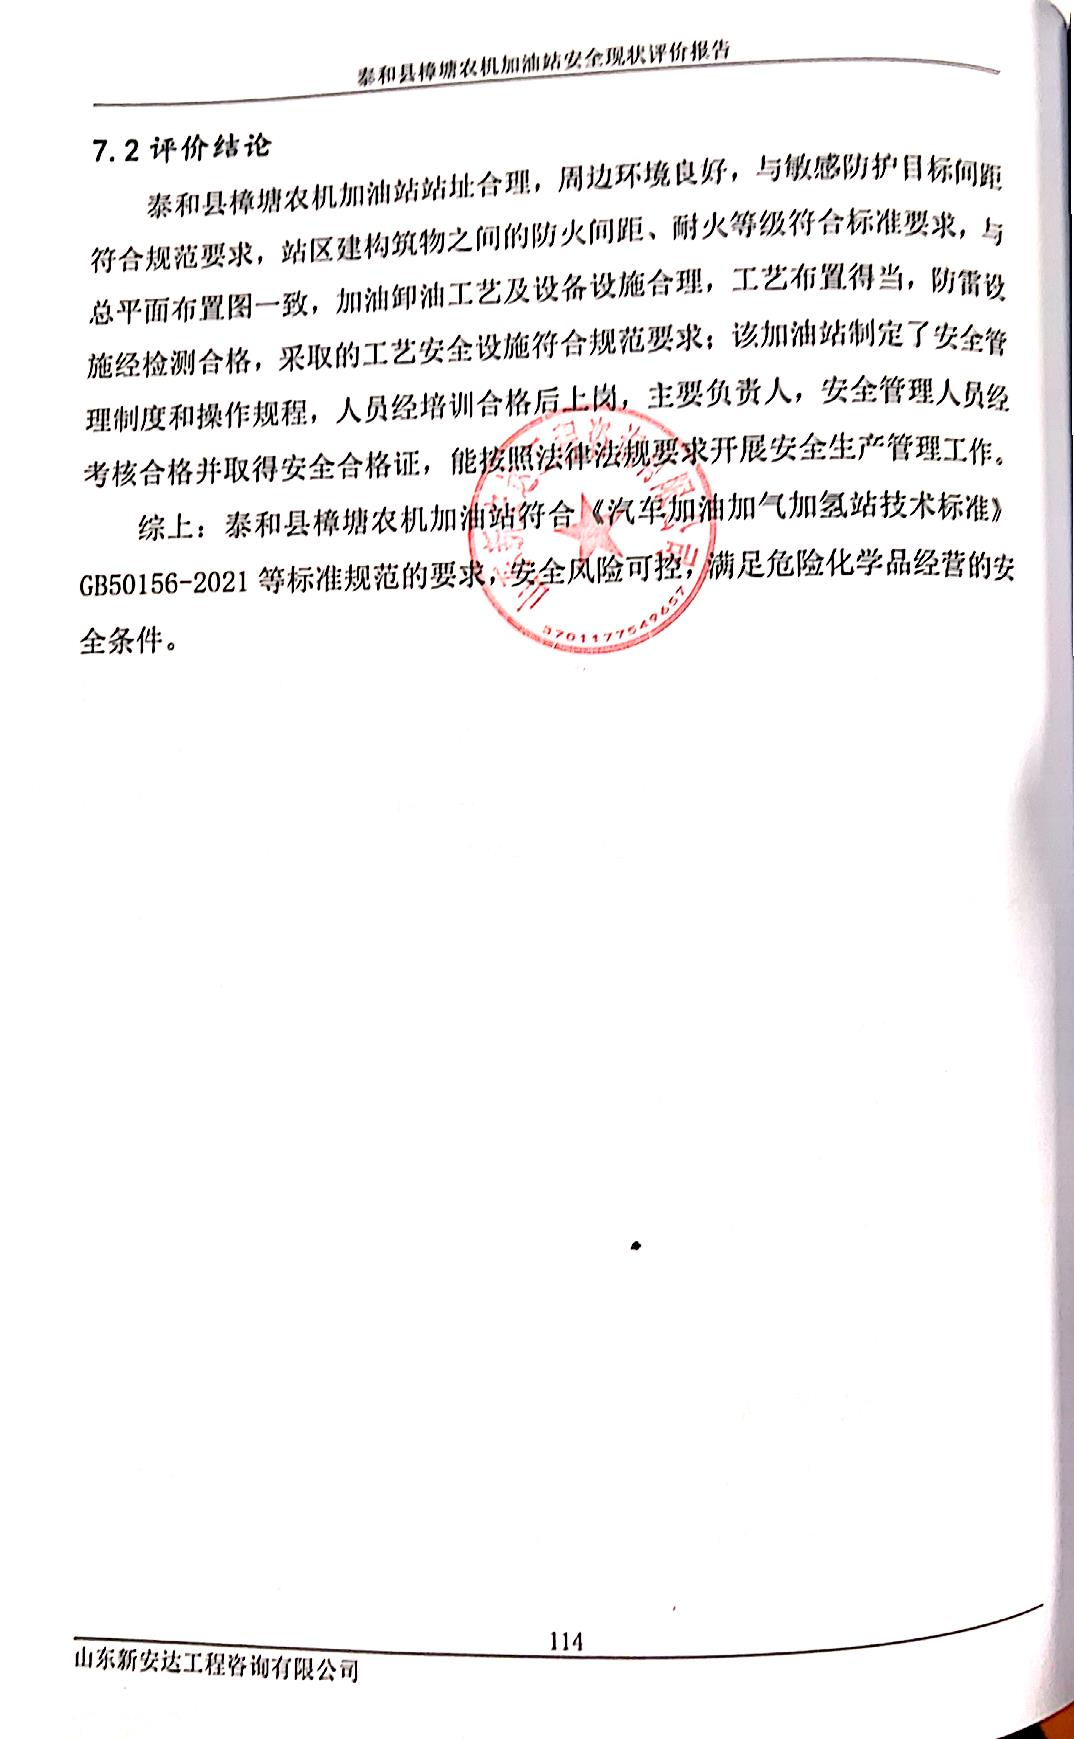 泰和县樟塘农机加油站安全现状评价报告
7.2 评价结论
泰和县樟塘农机加油站站址合理，周边环境良好，与敏感防护目标间距
符合规范要求，站区建构筑物之间的防火间距、耐火等级符合标准要求，与
总平面布置图一致，加油卸油工艺及设备设施合理，工艺布置得当，防雷设
施经检测合格，采取的工艺安全设施符合规范要求；该加油站制定了安全管
理制度和操作规程，人员经培训合格后上岗，主要负责人，安全管理人员经
考核合格并取得安全合格证，能按照法律法规要求开展安全生产管理工作。
综上：泰和县樟塘农机加油站符合《汽车加油加气加氢站技术标准》
GB50156-2021 等标准规范的要求，安全风险可控，满足危险化学品经营的安
全条件。
山东新安达工程咨询有限公司
3701177549657
114
山东新安达工程咨询有限公司